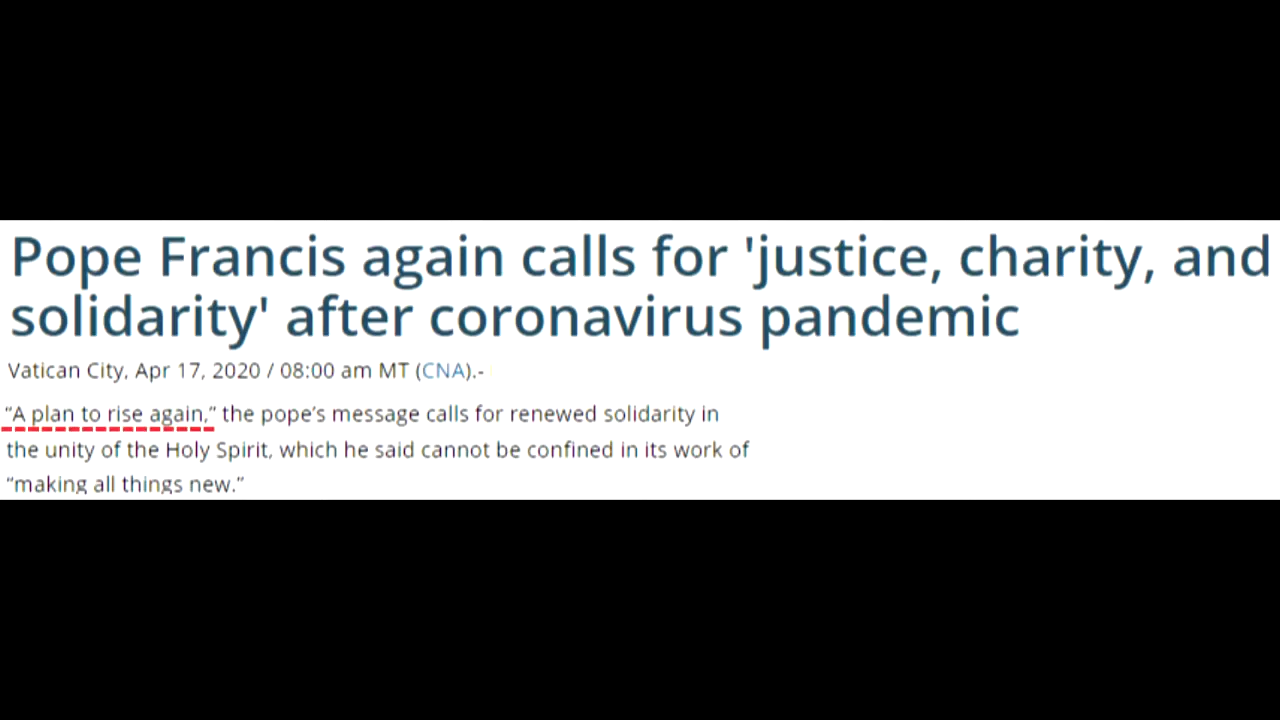 Pope Francis again calls for 'justice, charity, and
solidarity' after coronavirus pandemic
Vatican City, Apr 17, 2020 / 08:00 am MT (CNA).-
“A plan to rise again,” the pope’s message calls for renewed solidarity in
the unity of the Holy Spirit, which he said cannot be confined in its work of
“making all things new.”